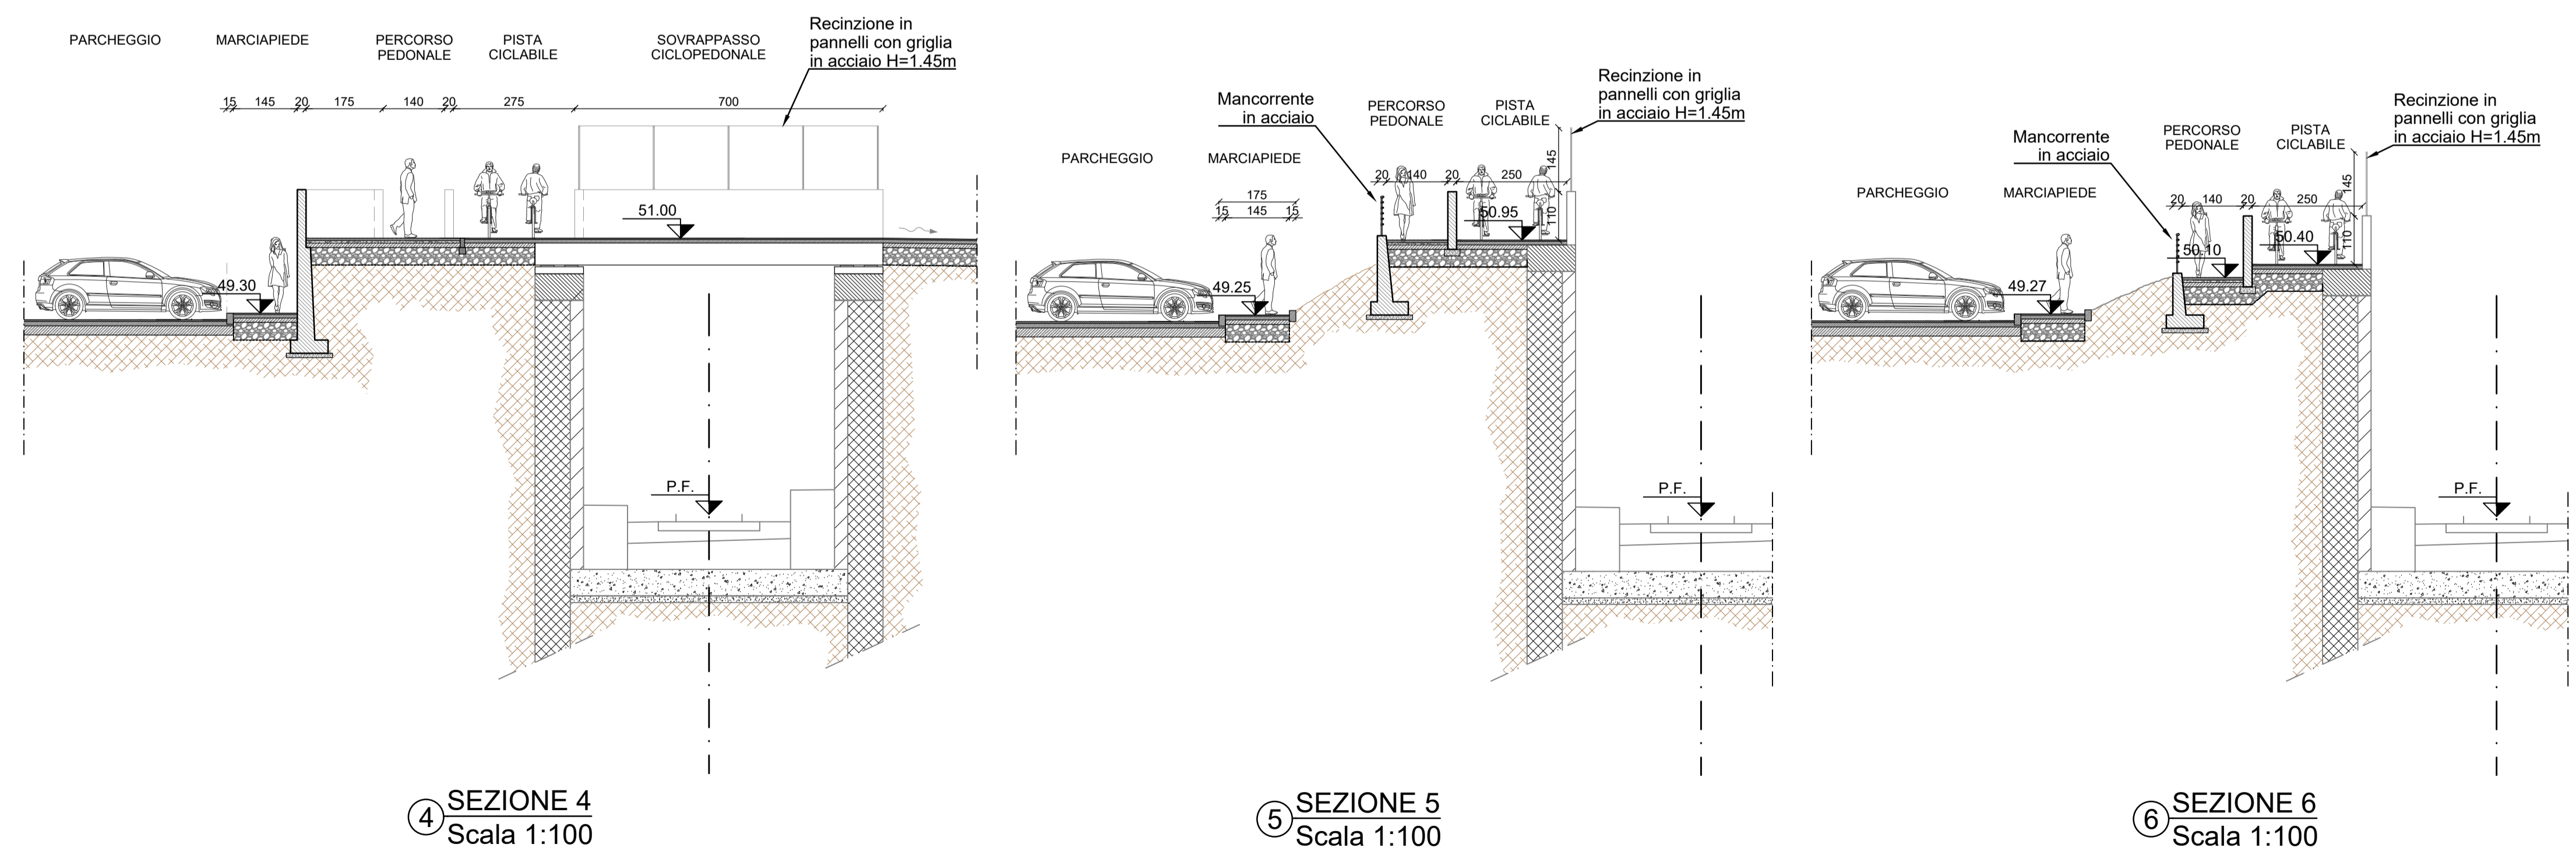 PARCHEGGIO
MARCIAPIEDE
PERCORSO
PEDONALE
PISTA
CICLABILE
SOVRAPPASSO
CICLOPEDONALE
Recinzione in
pannelli con griglia
in acciaio H=1.45m
15 145 20 175 140 20 275 700
51.00
49.30
P.F.
4 SEZIONE 4
Scala 1:100
Mancorrente
in acciaio
PERCORSO
PEDONALE
PISTA
CICLABILE
Recinzione in
pannelli con griglia
in acciaio H=1.45m
PARCHEGGIO
MARCIAPIEDE
145
20 140 20 250
175
15 145 15
110
50.95
49.25
P.F.
5 SEZIONE 5
Scala 1:100
Mancorrente
in acciaio
PERCORSO
PEDONALE
PISTA
CICLABILE
Recinzione in
pannelli con griglia
in acciaio H=1.45m
PARCHEGGIO
MARCIAPIEDE
145
20 140 20 250
110
50.10
50.40
49.27
P.F.
6 SEZIONE 6
Scala 1:100